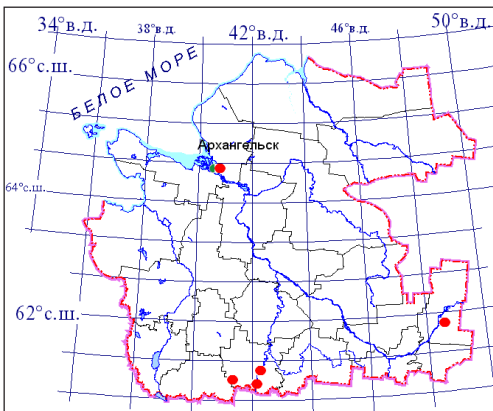 34°в.д.
38°в.д.
42°в.д.
46°в.д.
50°в.д.
66°с.ш.
БЕЛОЕ МОРЕ
Архангельск
64°с.ш.
62°с.ш.